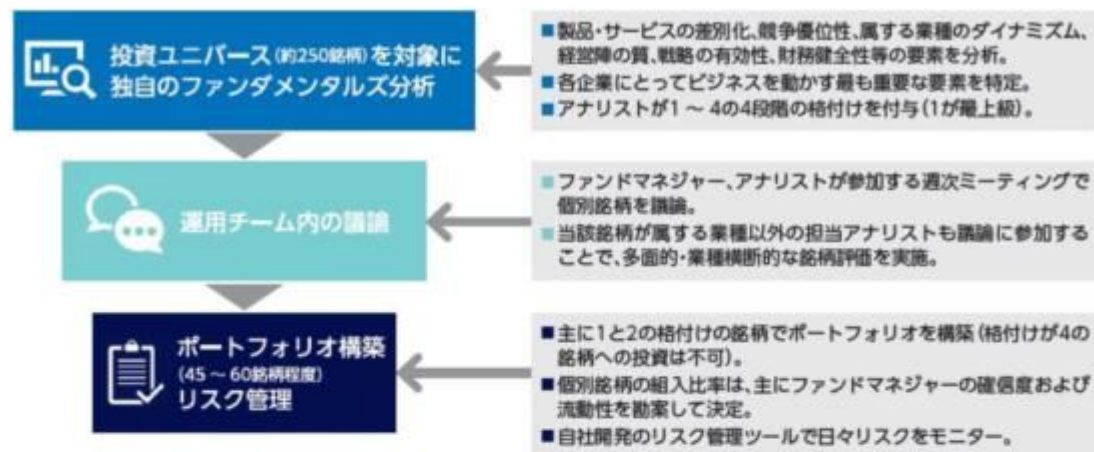 投資ユニバース(約250銘柄)を対象に
独自のファンダメンタルズ分析
■製品・サービスの差別化、競争優位性、属する業種のダイナミズム、
経営陣の質、戦略の有効性、財務健全性等の要素を分析。
■各企業にとってビジネスを動かす最も重要な要素を特定。
■アナリストが1～4の4段階の格付けを付与(1が最上級)。
運用チーム内の議論
■ファンドマネジャー、アナリストが参加する週次ミーティングで
個別銘柄を議論。
■当該銘柄が属する業種以外の担当アナリストも議論に参加する
ことで、多面的・業種横断的な銘柄評価を実施。
ポートフォリオ構築
(45～60銘柄程度)
リスク管理
■主に1と2の格付けの銘柄でポートフォリオを構築(格付けが4の
銘柄への投資は不可)。
■個別銘柄の組入比率は、主にファンドマネジャーの確信度および
流動性を勘案して決定。
■自社開発のリスク管理ツールで日々リスクをモニター。